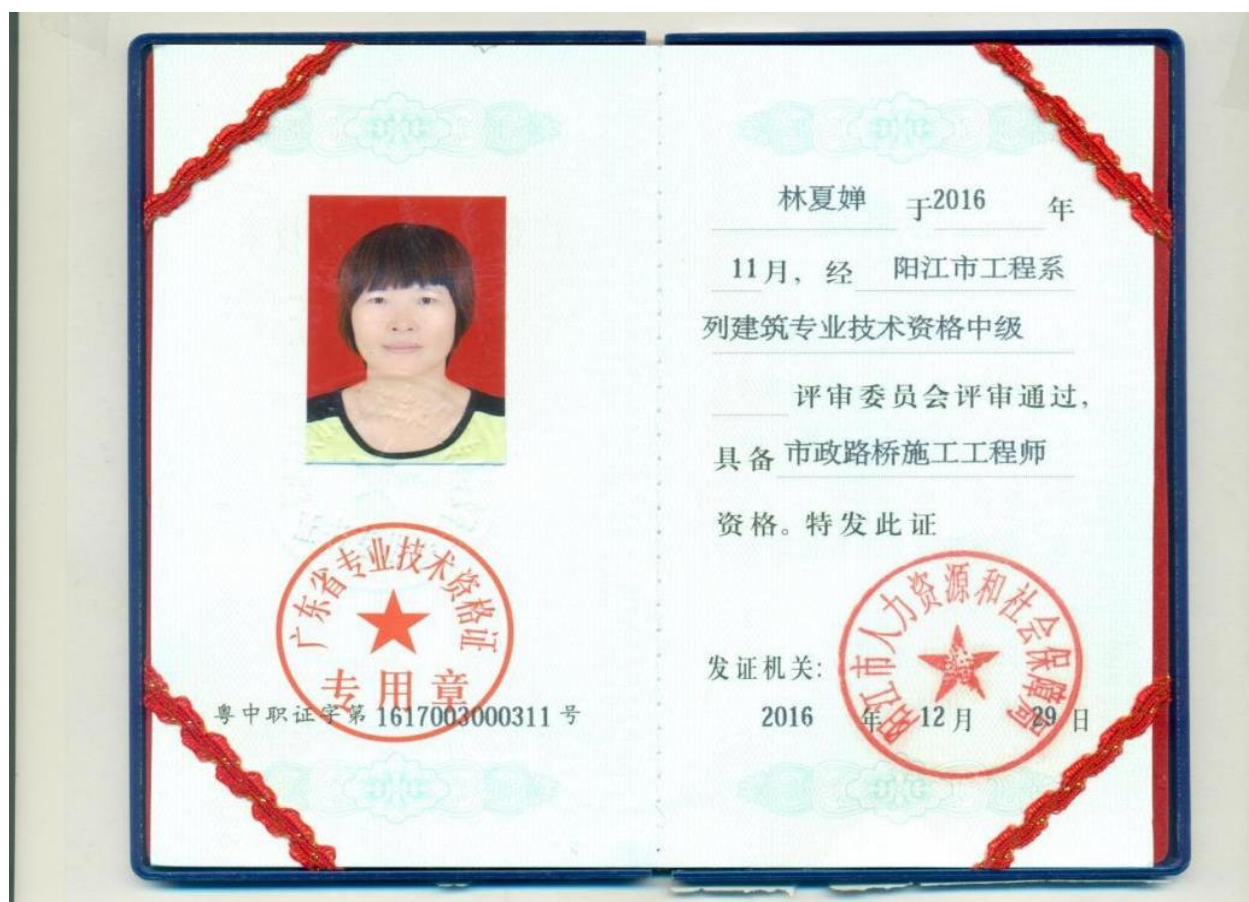 广东省专业技术资格证
专用章
粤中职证字第 1617003000311 号
林夏婵 于2016 年
11月，经 阳江市工程系
列建筑专业技术资格中级
评审委员会评审通过，
具备 市政路桥施工工程师
资格。特发此证
阳江市人力资源和社会保障局
发证机关：
2016 年 12月 29日